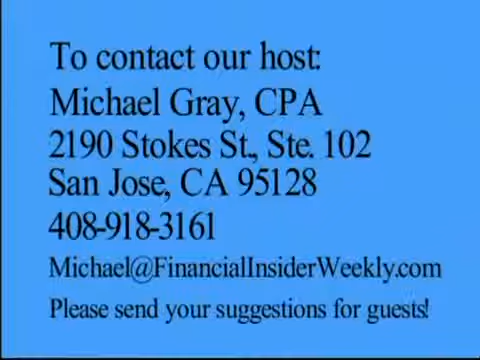 To contact our host:
Michael Gray, CPA
2190 Stokes St., Ste. 102
San Jose, CA 95128
408-918-3161
Michael@FinancialInsiderWeekly.com
Please send your suggestions for guests!